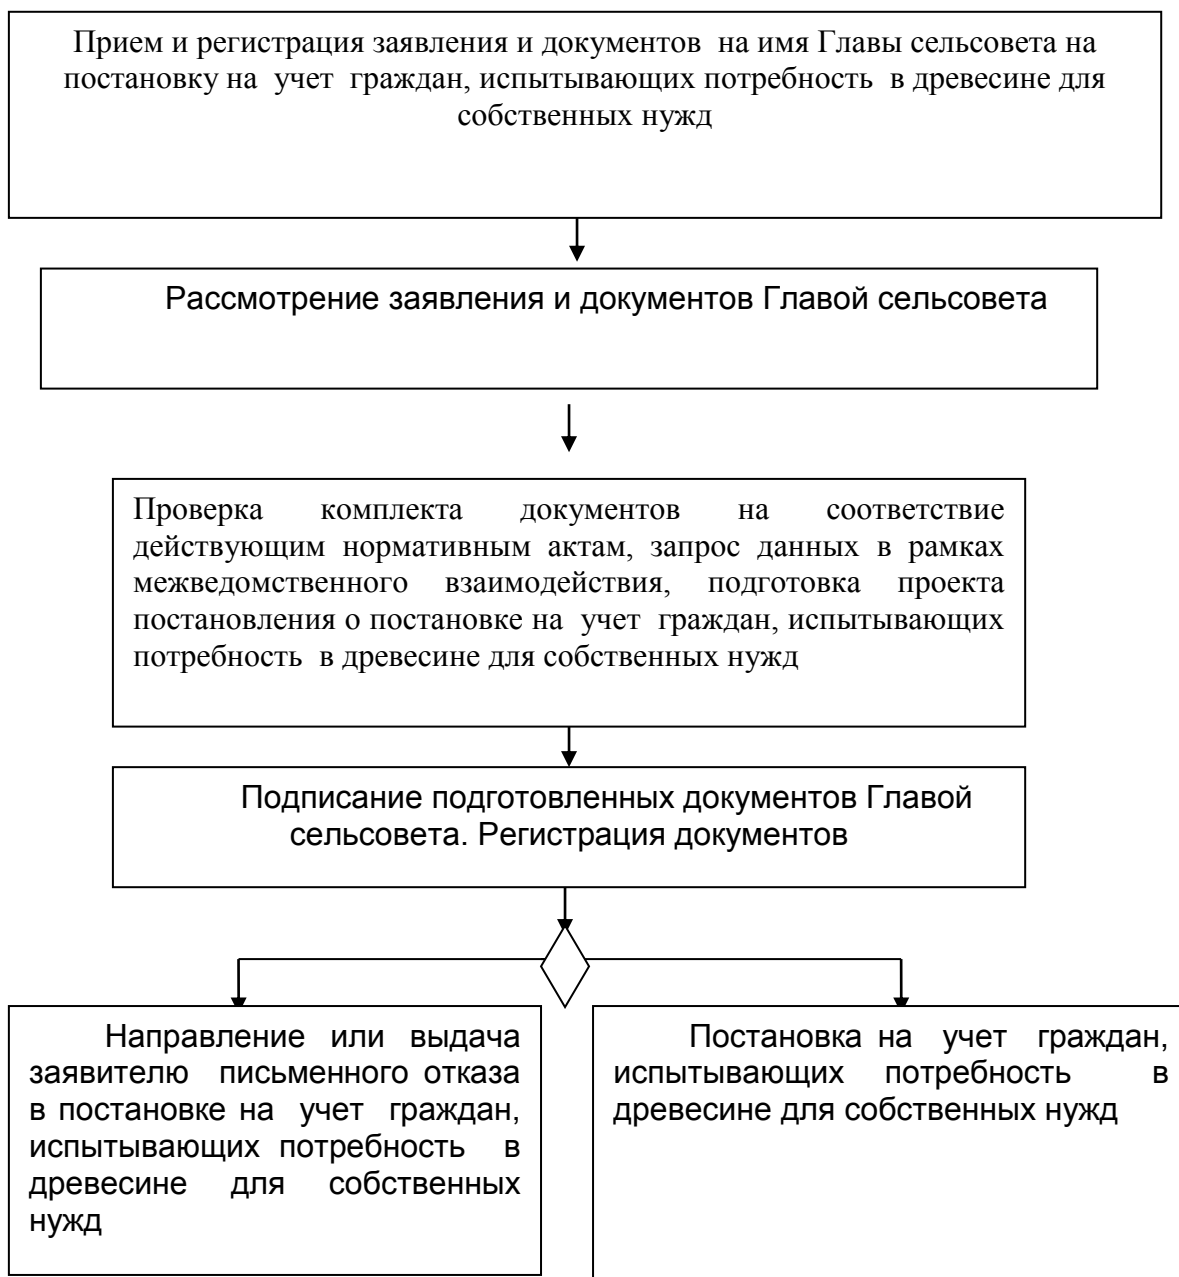 Прием и регистрация заявления и документов на имя Главы сельсовета на
постановку на учет граждан, испытывающих потребность в древесине для
собственных нужд
Рассмотрение заявления и документов Главой сельсовета
Проверка комплекта документов на соответствие
действующим нормативным актам, запрос данных в рамках
межведомственного взаимодействия, подготовка проекта
постановления о постановке на учет граждан, испытывающих
потребность в древесине для собственных нужд
Подписание подготовленных документов Главой
сельсовета. Регистрация документов
Направление или выдача
заявителю письменного отказа
в постановке на учет граждан,
испытывающих потребность в
древесине для собственных
нужд
Постановка на учет граждан,
испытывающих потребность в
древесине для собственных нужд